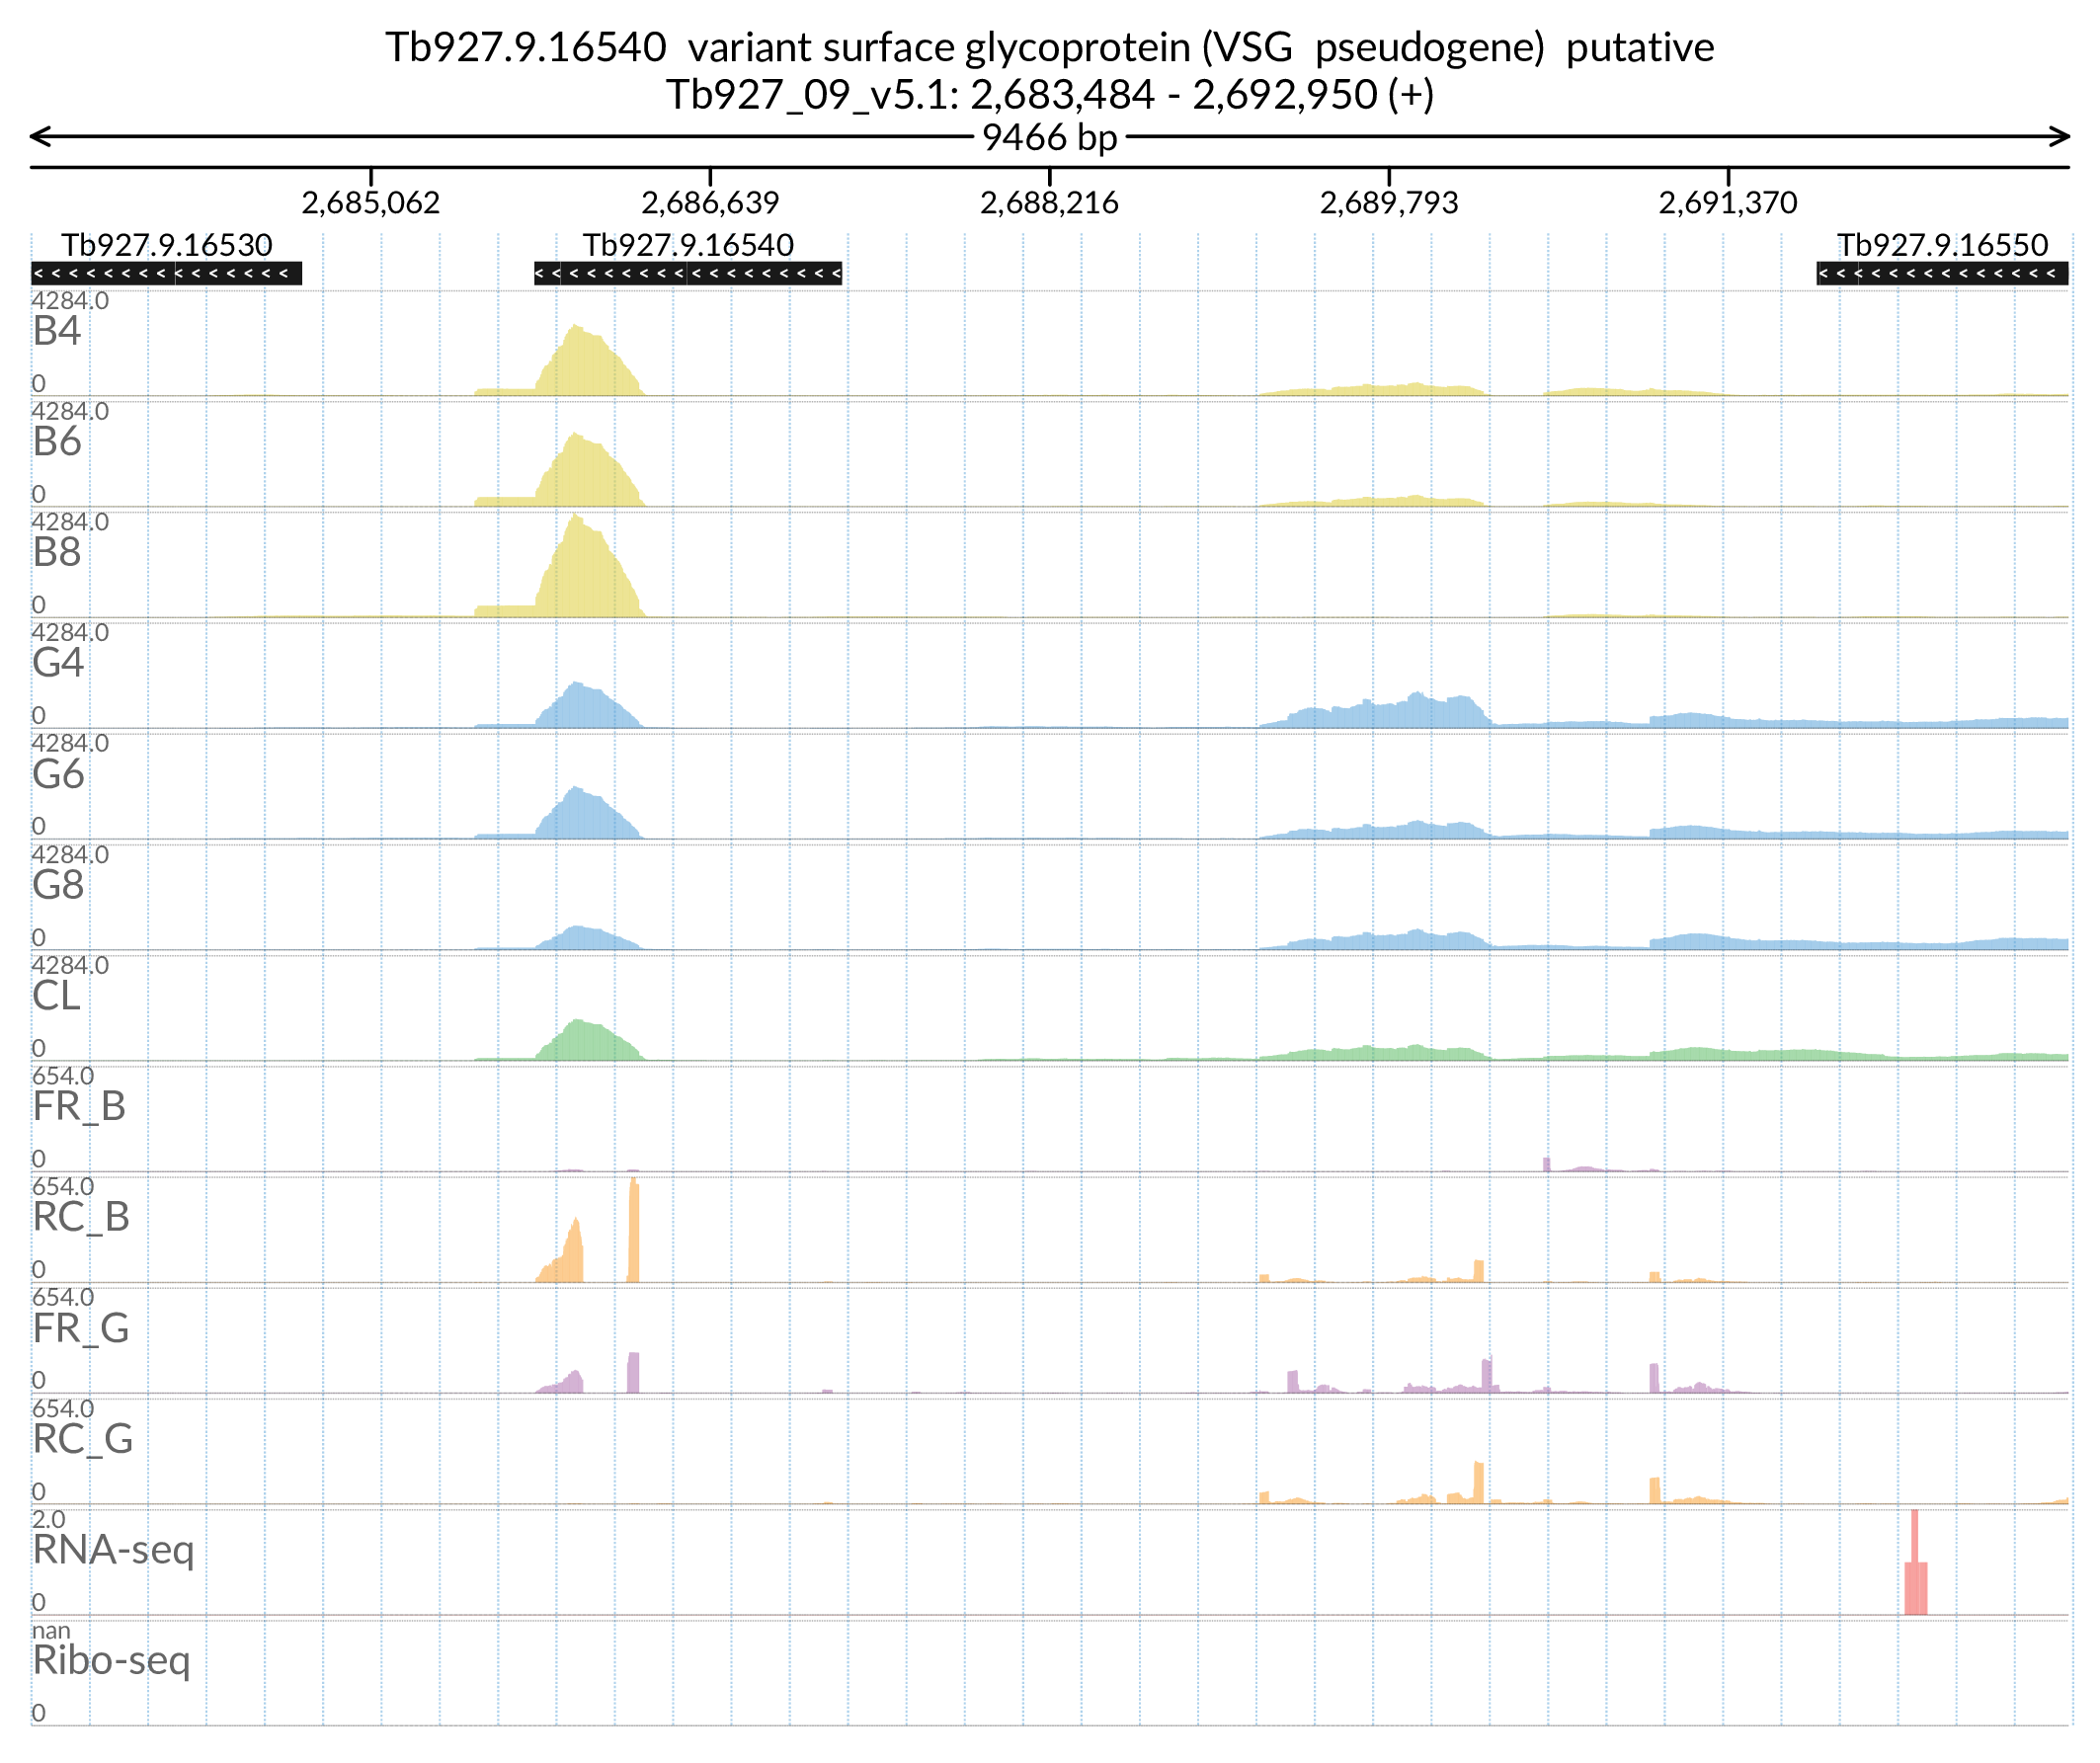 Tb927.9.16540  variant surface glycoprotein (VSG  pseudogene)  putative
Tb927_09_v5.1: 2,683,484 - 2,692,950 (+)
9466 bp
2,685,062 2,686,639 2,688,216 2,689,793 2,691,370
Tb927.9.16530 Tb927.9.16540 Tb927.9.16550
4284.0
B4
0
4284.0
B6
0
4284.0
B8
0
4284.0
G4
0
4284.0
G6
0
4284.0
G8
0
4284.0
CL
0
654.0
FR_B
0
654.0
RC_B
0
654.0
FR_G
0
654.0
RC_G
0
2.0
RNA-seq
0
nan
Ribo-seq
0